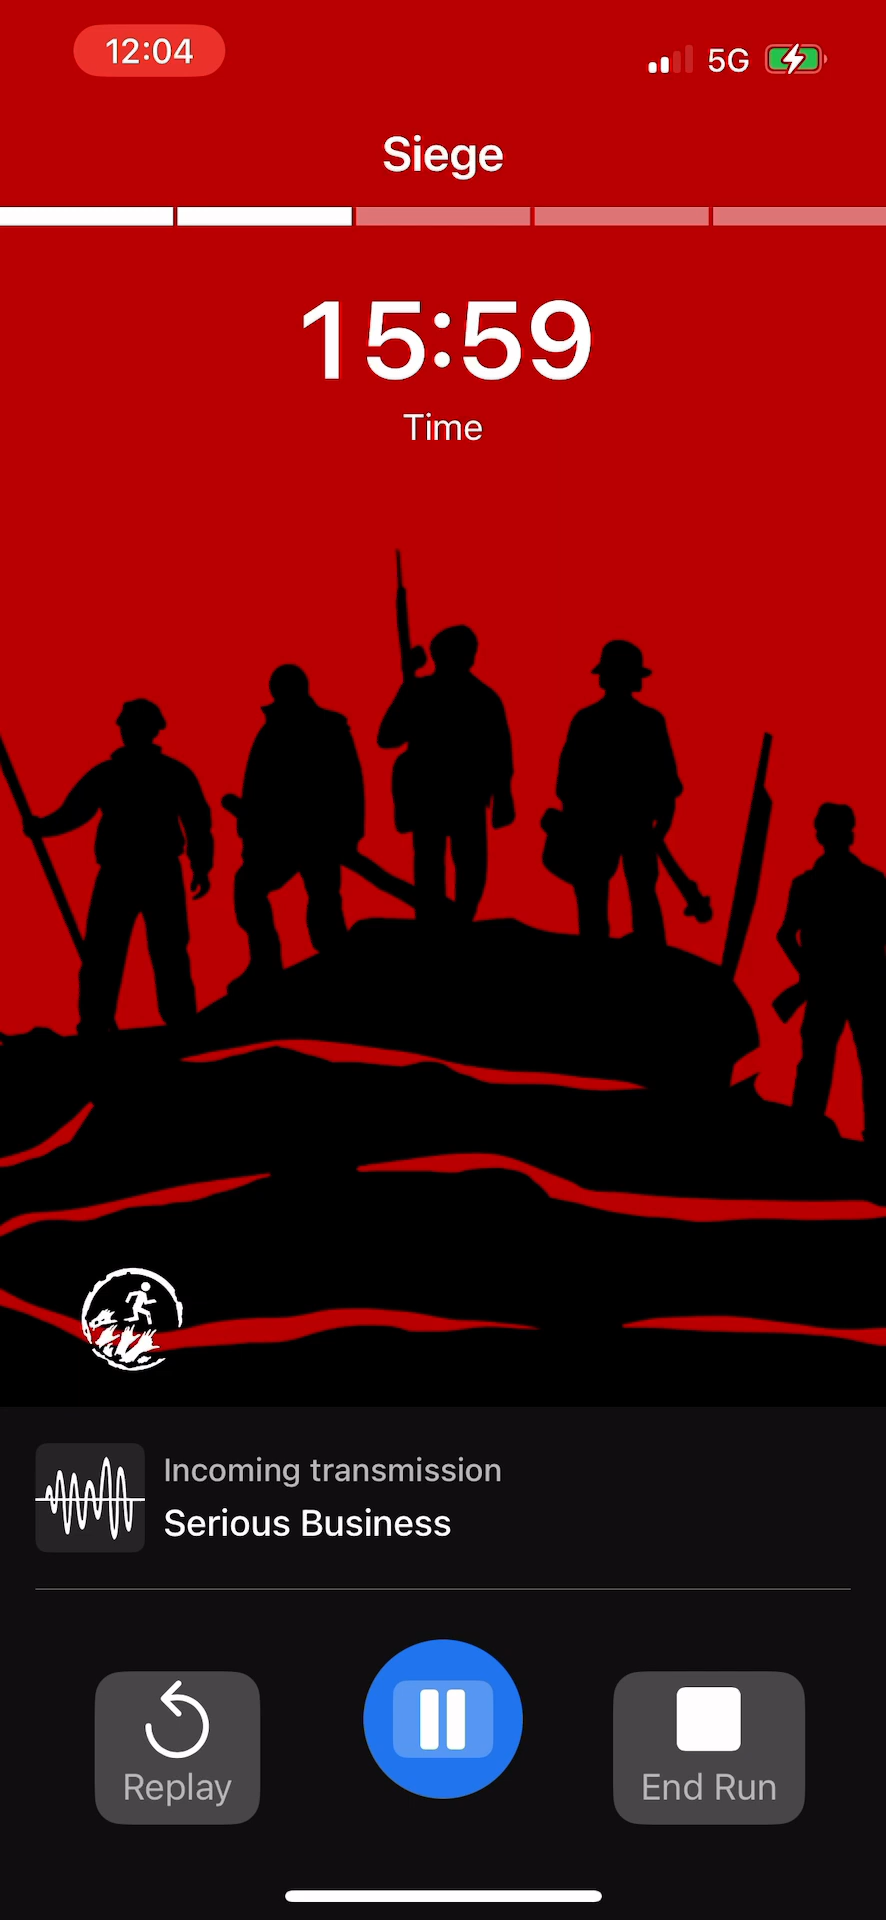 12:04
5G
Siege
15:59
Time
Incoming transmission
Serious Business
Replay
End Run